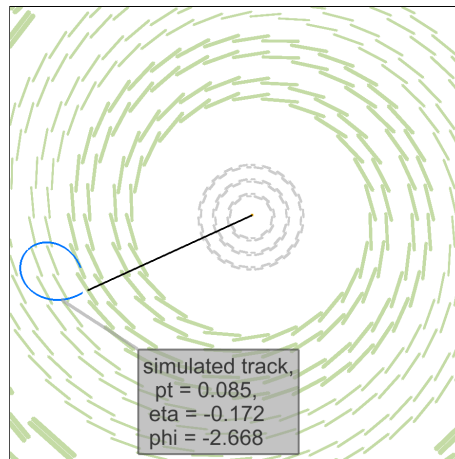 simulated track,
pt = 0.085,
eta = -0.172
phi = -2.668